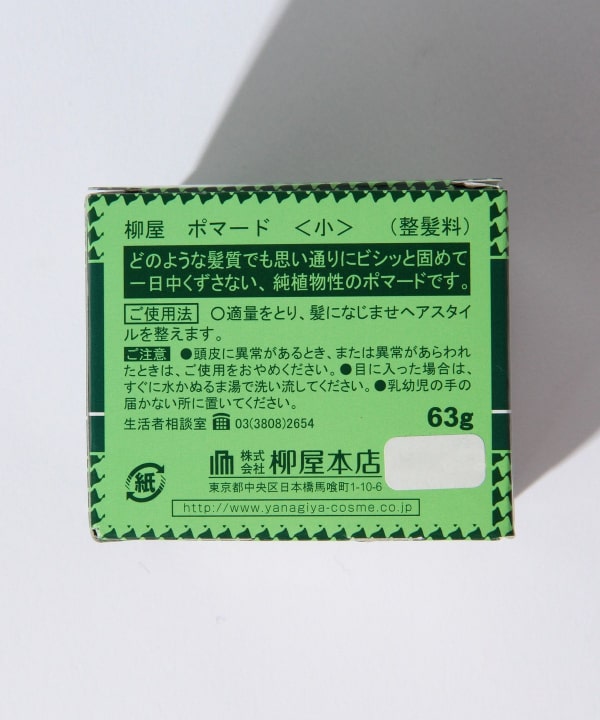 柳屋 ポマード <小> (整髪料)
どのような髪質でも思い通りにビシッと固めて
一日中くずさない、純植物性のポマードです。
ご使用法 ○適量をとり、髪になじませヘアスタイ
ルを整えます。
ご注意 ●頭皮に異常があるとき、または異常があらわれ
たときは、ご使用をおやめください。●目に入った場合は、
すぐに水かぬるま湯で洗い流してください。●乳幼児の手の
届かない所に置いてください。
生活者相談室 ☎ 03(3808)2654
63g
紙
株式会社 柳屋本店
東京都中央区日本橋馬喰町1-10-6
http://www.yanagiya-cosme.co.jp